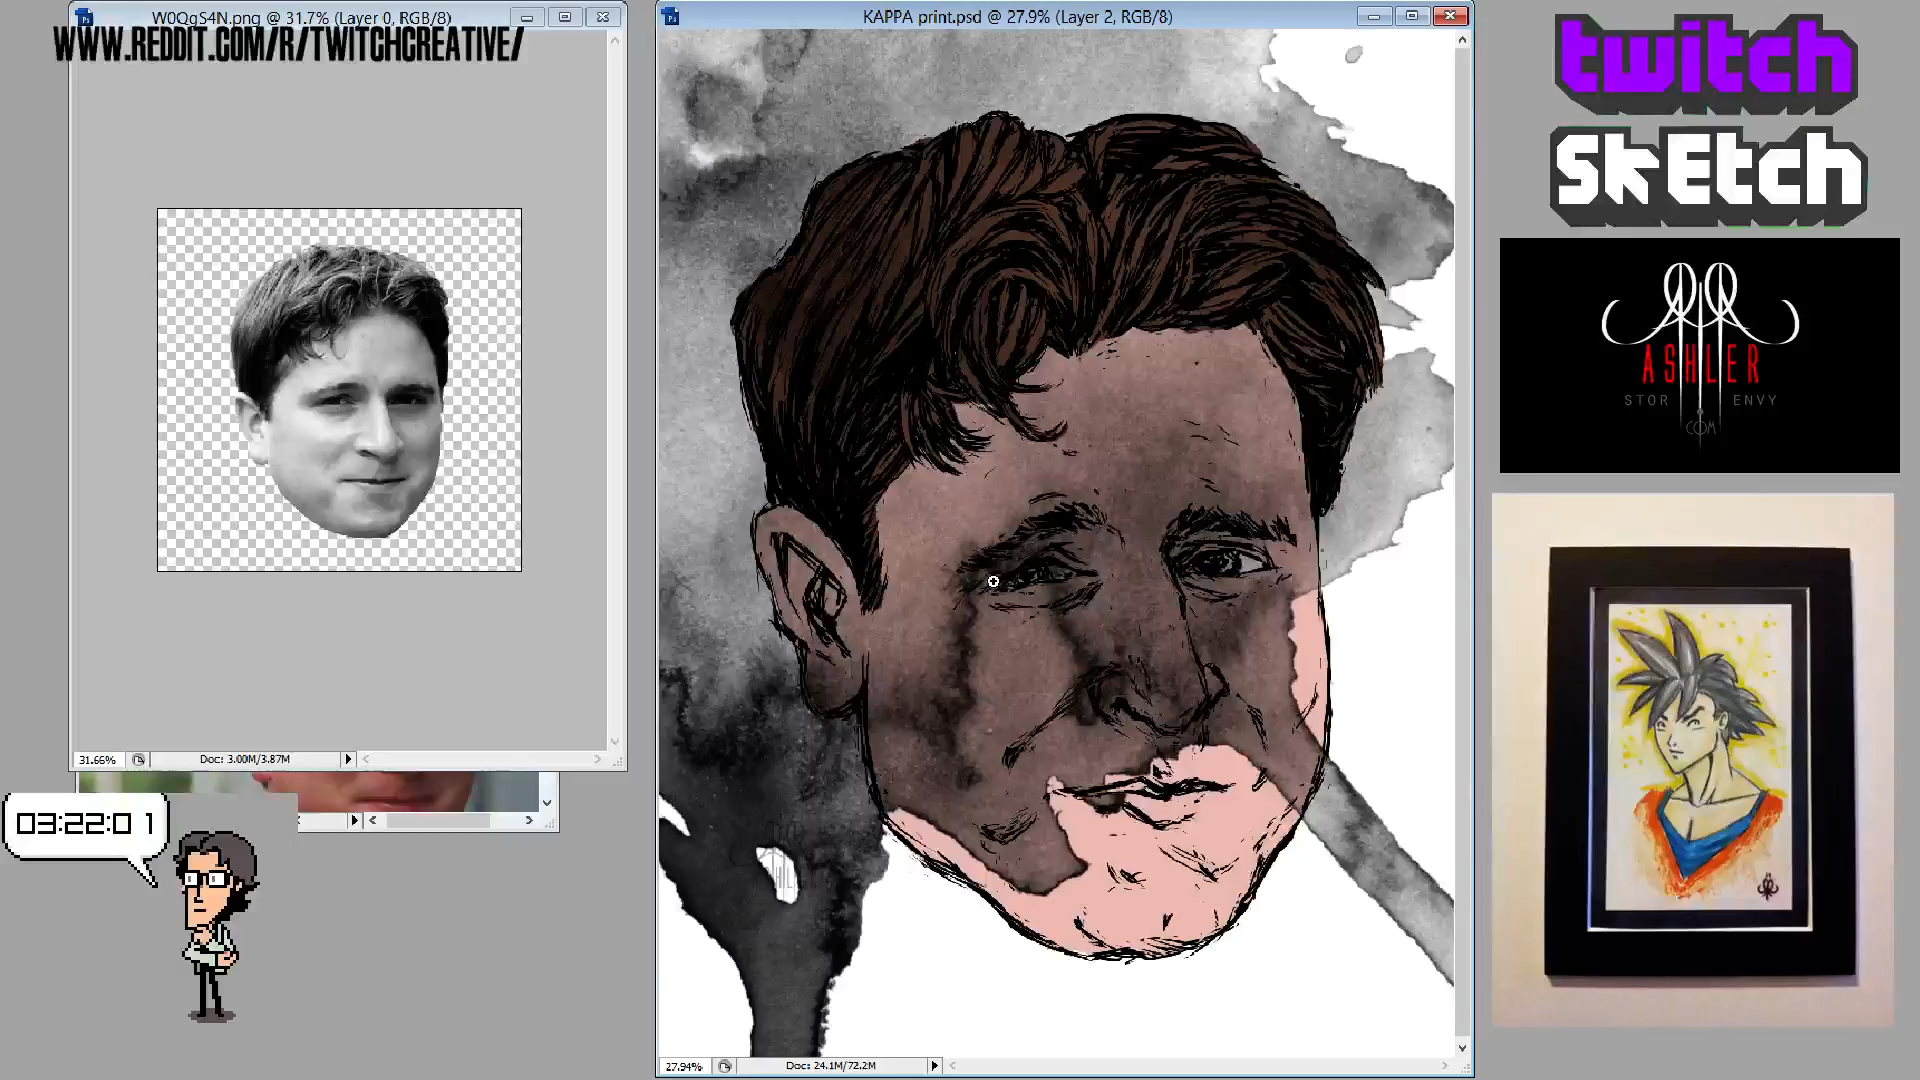 W0QgS4N.png @ 31.7% (Layer 0, RGB/8)
WWW.REDDIT.COM/R/TWITCHCREATIVE/
KAPPA print.psd @ 27.9% (Layer 2, RGB/8)
twitch
SkEtch
ASHLER
STOR ENVY
COM
31.66%
Doc: 3.00M/3.87M
03:22:01
27.94%
Doc: 24.1M/72.2M